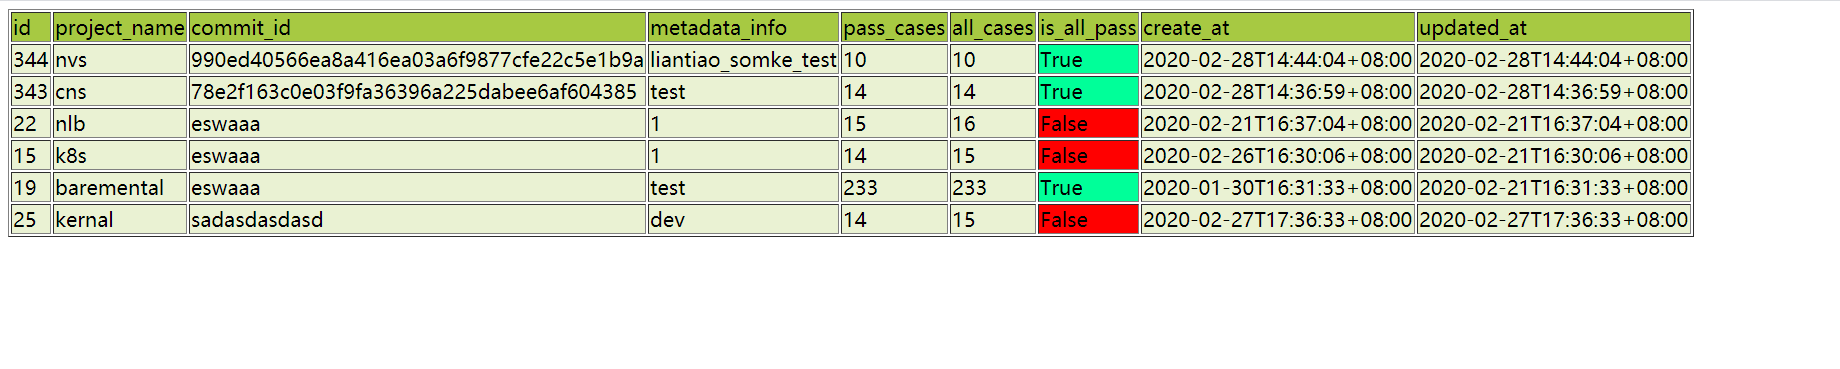 id project_name commit_id metadata_info pass_cases all_cases is_all_pass create_at updated_at
344 nvs 990ed40566ea8a416ea03a6f9877cfe22c5e1b9a liantiao_somke_test 10 10 True 2020-02-28T14:44:04+08:00 2020-02-28T14:44:04+08:00
343 cns 78e2f163c0e03f9fa36396a225dabee6af604385 test 14 14 True 2020-02-28T14:36:59+08:00 2020-02-28T14:36:59+08:00
22 nlb eswaaa 1 15 16 False 2020-02-21T16:37:04+08:00 2020-02-21T16:37:04+08:00
15 k8s eswaaa 1 14 15 False 2020-02-26T16:30:06+08:00 2020-02-21T16:30:06+08:00
19 baremental eswaaa test 233 233 True 2020-01-30T16:31:33+08:00 2020-02-21T16:31:33+08:00
25 kernal sadasdasdasd dev 14 15 False 2020-02-27T17:36:33+08:00 2020-02-27T17:36:33+08:00